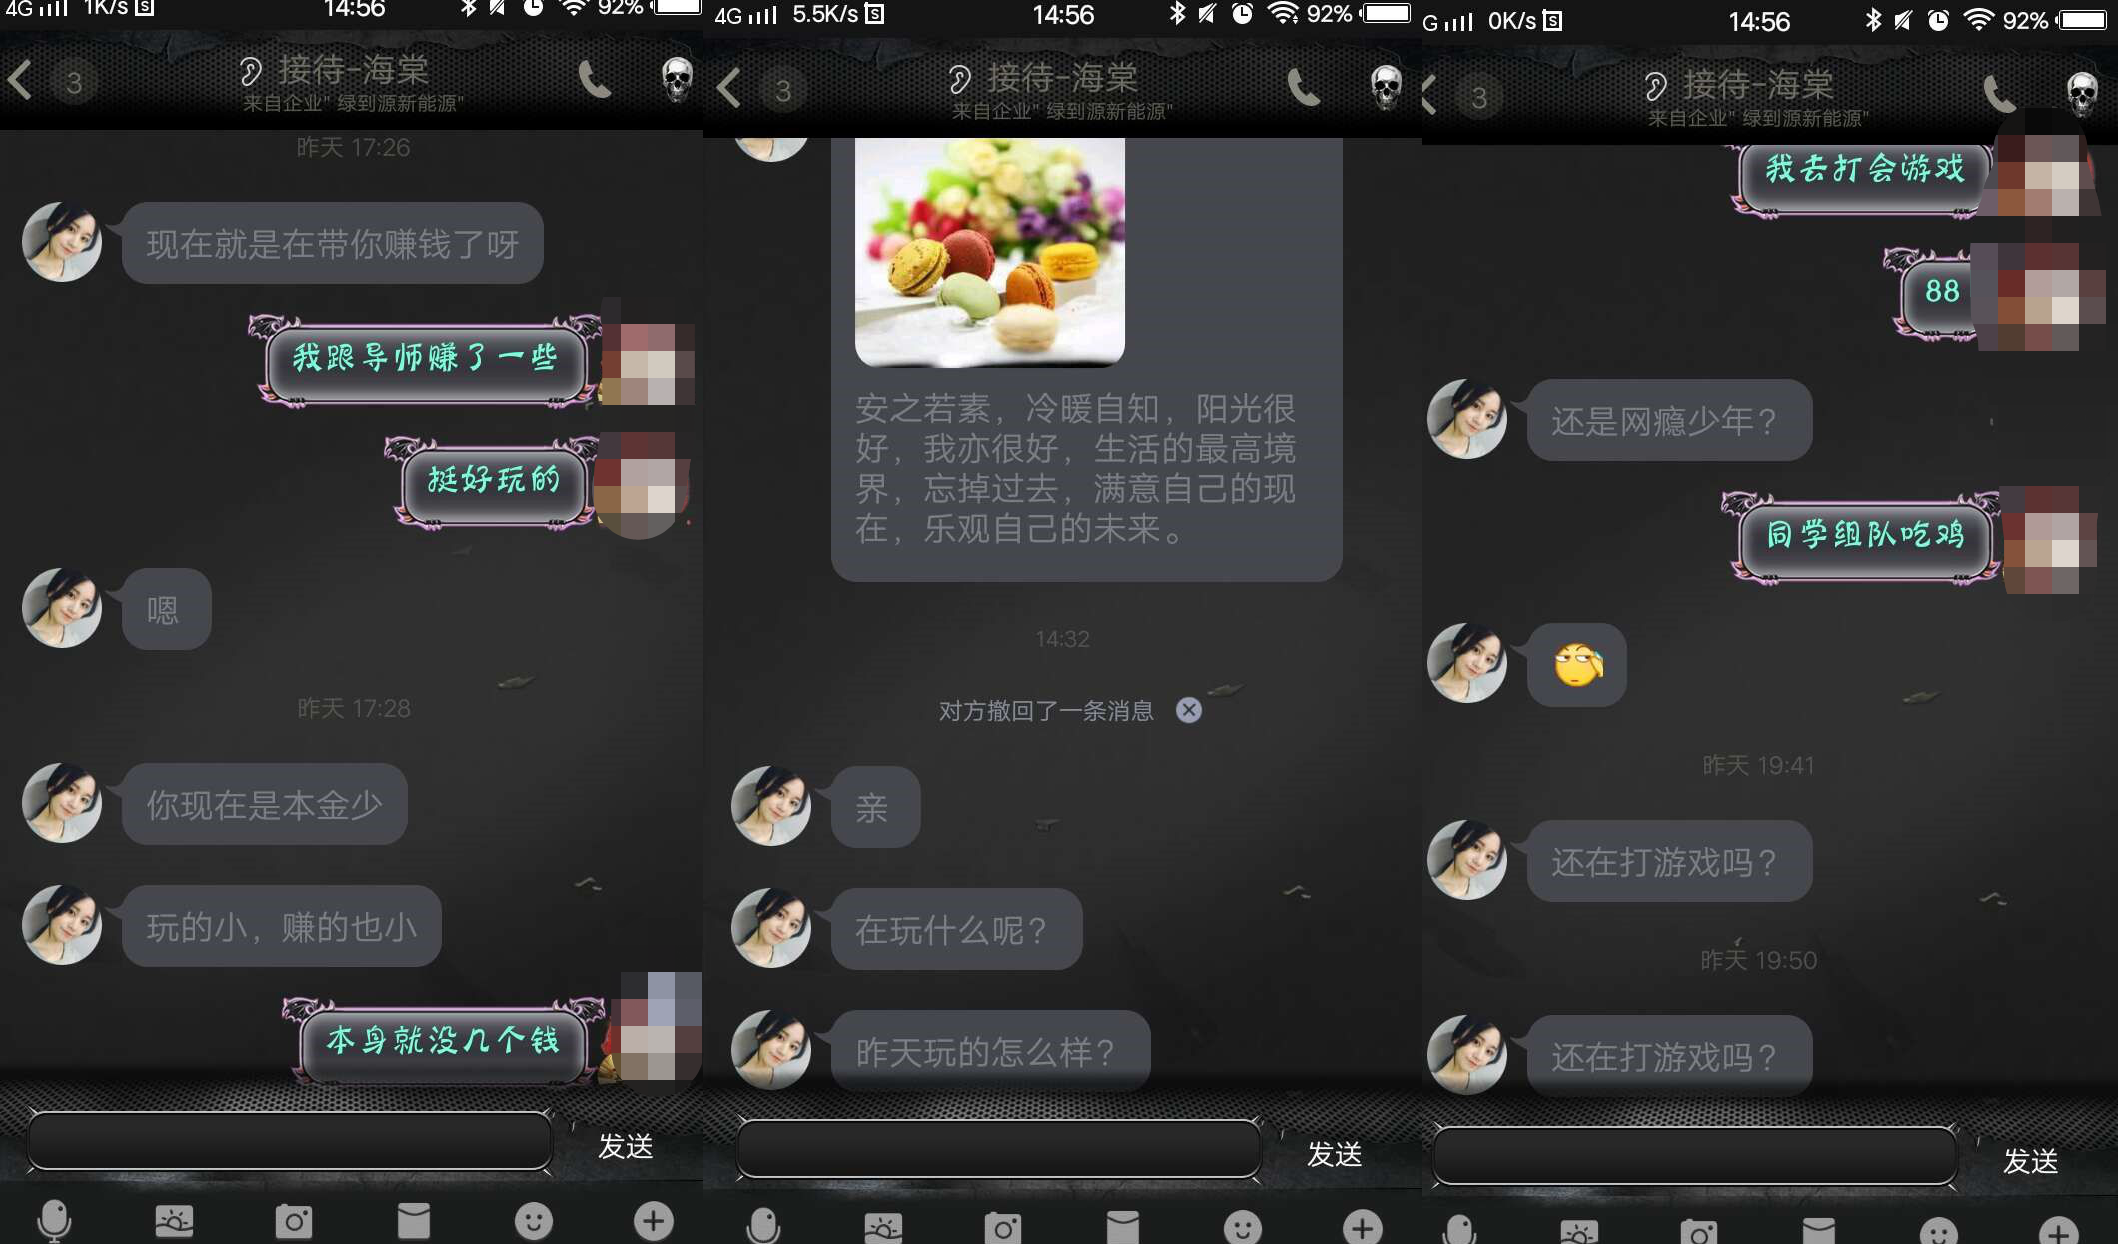 4G 1K/s S 14:56 92%
3 接待-海棠
来自企业" 绿到源新能源"
昨天 17:26
现在就是在带你赚钱了呀
我跟导师赚了一些
挺好玩的
嗯
昨天 17:28
你现在是本金少
玩的小，赚的也小
本身就没几个钱
发送
4G 5.5K/s S 14:56 92%
3 接待-海棠
来自企业" 绿到源新能源"
安之若素，冷暖自知，阳光很
好，我亦很好，生活的最高境
界，忘掉过去，满意自己的现
在，乐观自己的未来。
14:32
对方撤回了一条消息
亲
在玩什么呢？
昨天玩的怎么样？
发送
G 0K/s S 14:56 92%
3 接待-海棠
来自企业" 绿到源新能源"
我去打会游戏
88
还是网瘾少年？
同学组队吃鸡
昨天 19:41
还在打游戏吗？
昨天 19:50
还在打游戏吗？
发送